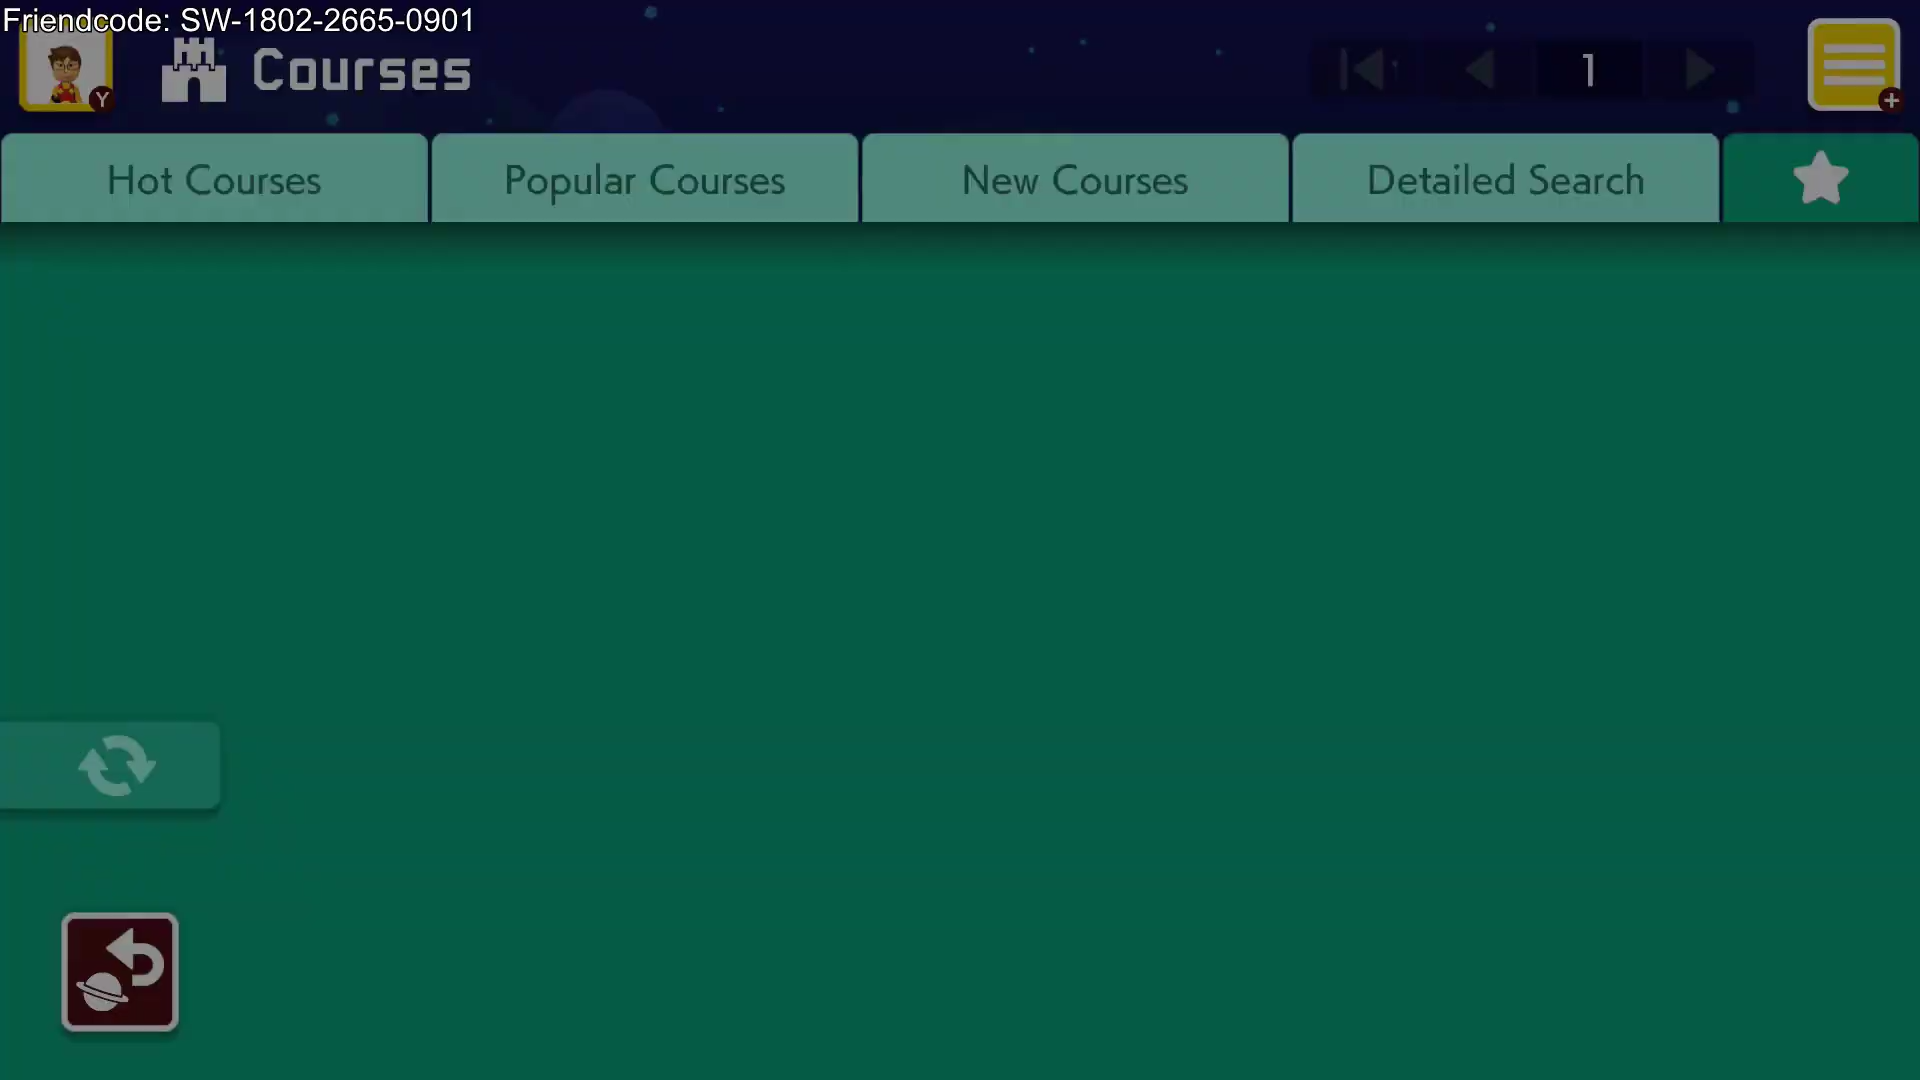 Friendcode: SW-1802-2665-0901
Y
Courses
1
+
Hot Courses
Popular Courses
New Courses
Detailed Search